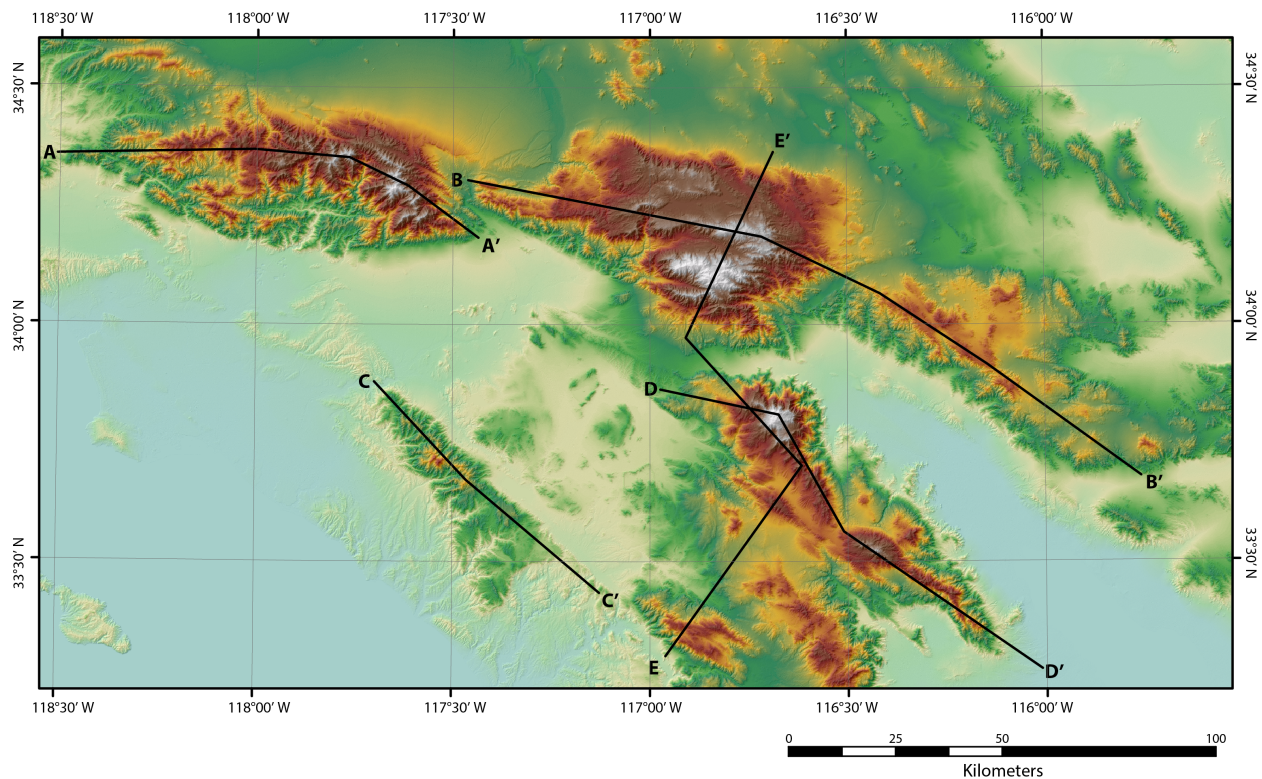 118°30' W 118°00' W 117°30' W 117°00' W 116°30' W 116°00' W
34°30' N 34°30' N
E’
A
B
A’
34°00' N 34°00' N
C
D
B’
33°30' N 33°30' N
C’
E
D’
118°30' W 118°00' W 117°30' W 117°00' W 116°30' W 116°00' W
0 25 50 100
Kilometers